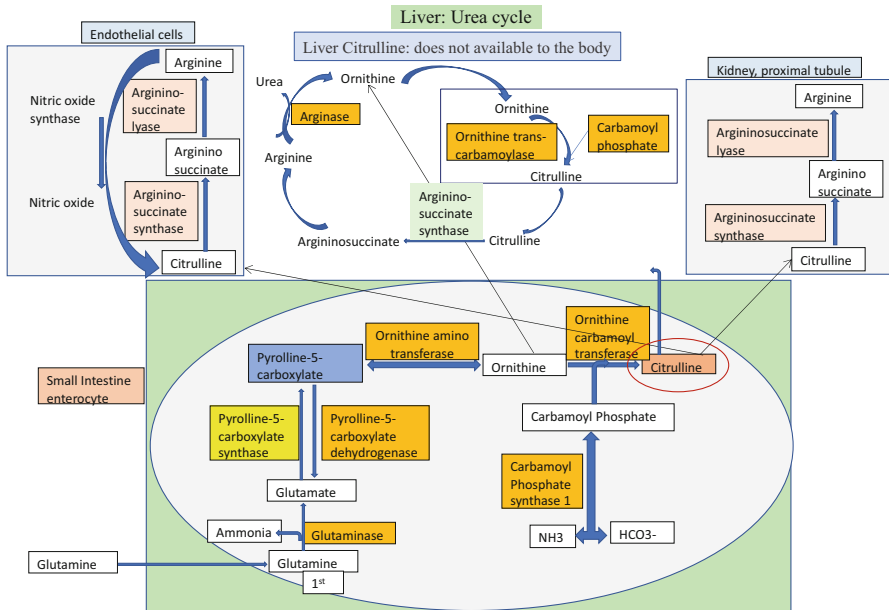 Liver: Urea cycle
Endothelial cells
Liver Citrulline: does not available to the body
Arginine
Nitric oxide
synthase
Arginino-
succinate
lyase
Arginino
succinate
Nitric oxide
Arginino-
succinate
synthase
Citrulline
Urea
Ornithine
Arginase
Arginine
Argininosuccinate
Arginino-
succinate
synthase
Citrulline
Ornithine
Ornithine trans-
carbamoylase
Carbamoyl
phosphate
Citrulline
Kidney, proximal tubule
Arginine
Argininosuccinate
lyase
Arginino
succinate
Argininosuccinate
synthase
Citrulline
Small Intestine
enterocyte
Pyrolline-5-
carboxylate
Ornithine amino
transferase
Ornithine
Ornithine
carbamoyl
transferase
Citrulline
Pyrolline-5-
carboxylate
synthase
Pyrolline-5-
carboxylate
dehydrogenase
Carbamoyl Phosphate
Carbamoyl
Phosphate
synthase 1
Glutamate
Ammonia
Glutaminase
NH3
HCO3-
Glutamine
Glutamine
1st